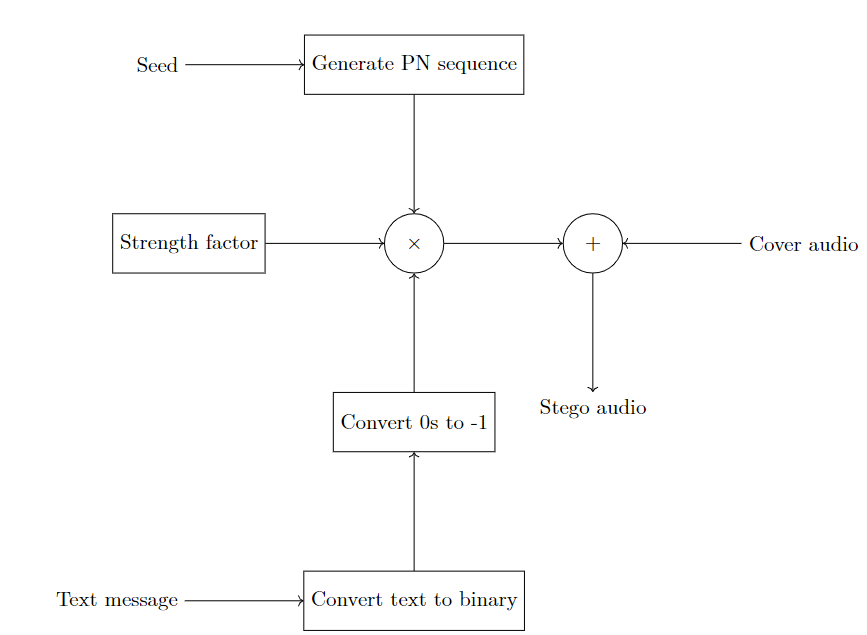 Seed
Generate PN sequence
Strength factor
×
+
Cover audio
Stego audio
Convert 0s to -1
Text message
Convert text to binary